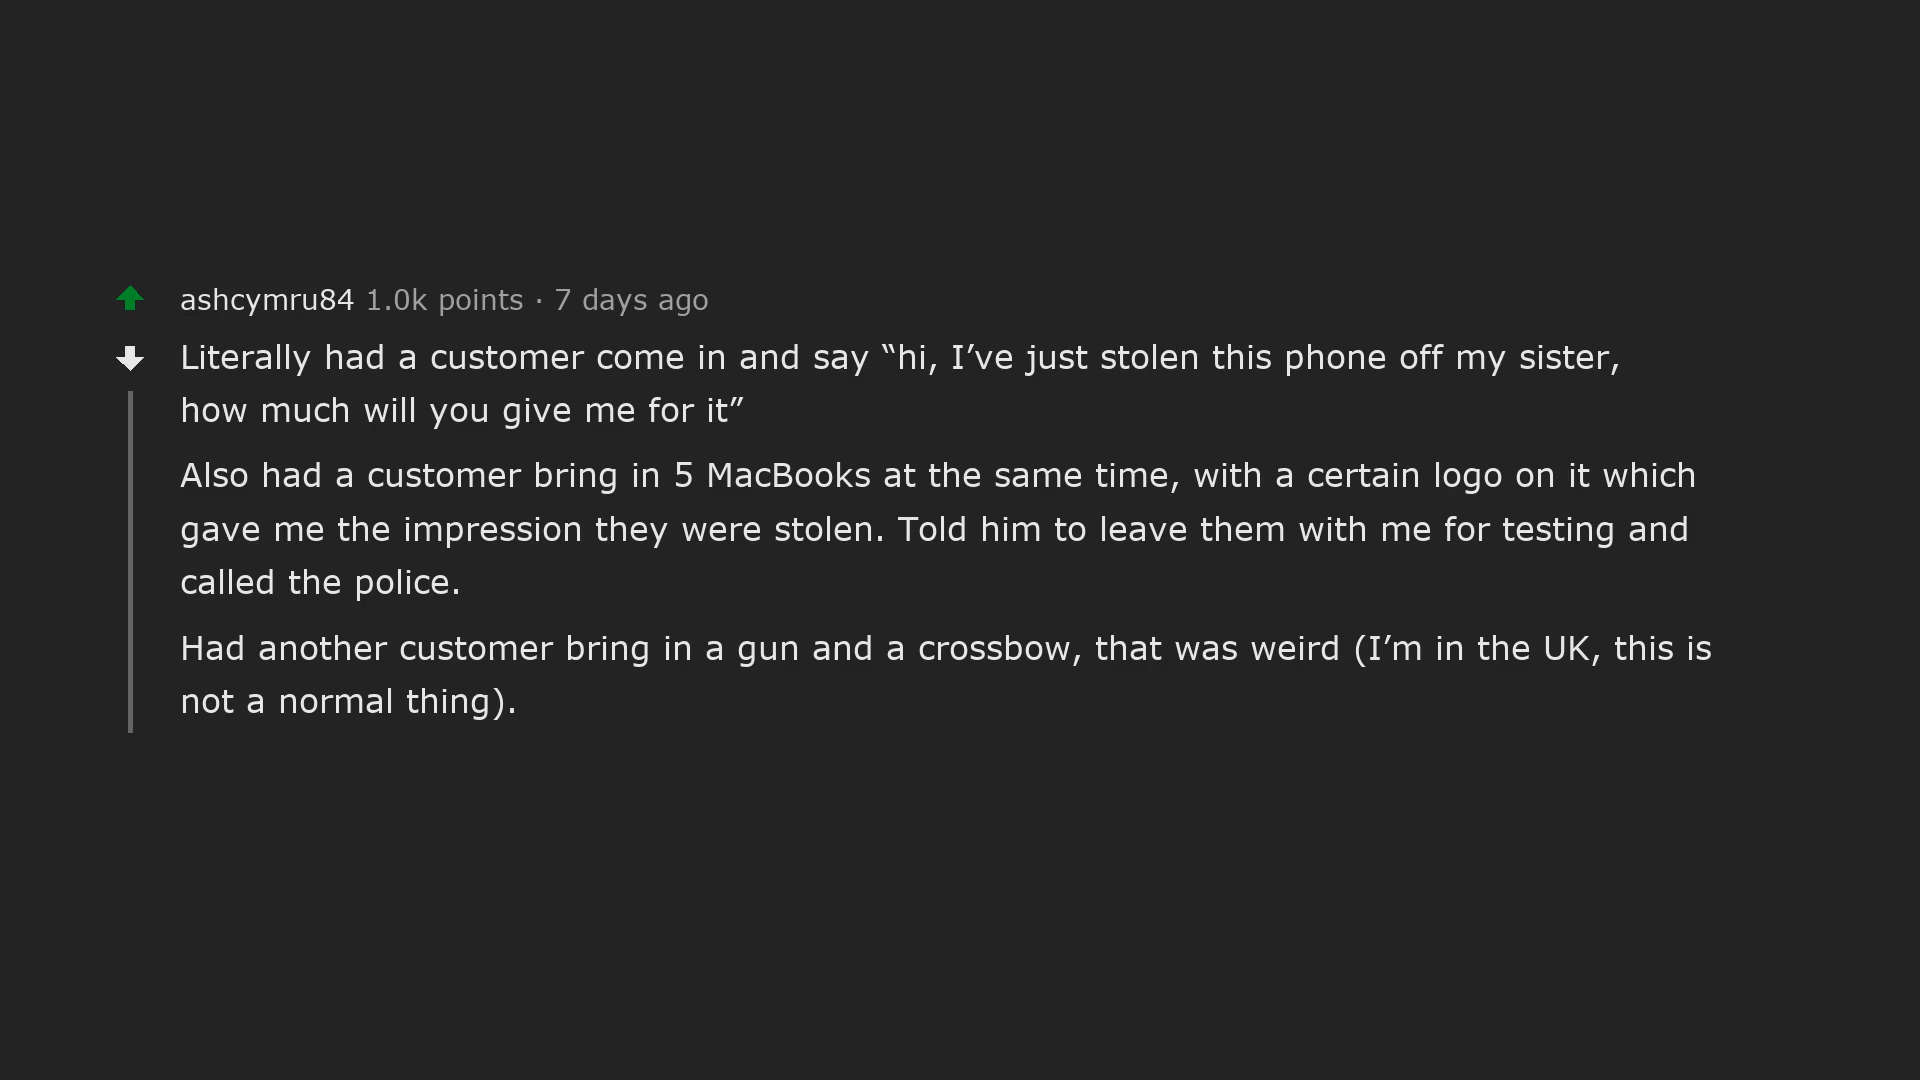 ashcymru84 1.0k points · 7 days ago
Literally had a customer come in and say “hi, I’ve just stolen this phone off my sister,
how much will you give me for it”
Also had a customer bring in 5 MacBooks at the same time, with a certain logo on it which
gave me the impression they were stolen. Told him to leave them with me for testing and
called the police.
Had another customer bring in a gun and a crossbow, that was weird (I’m in the UK, this is
not a normal thing).